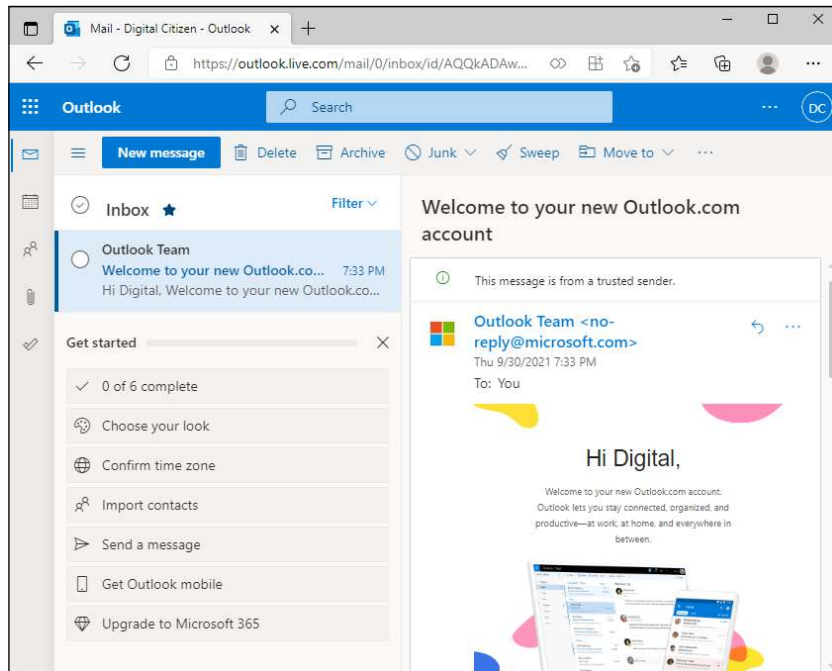 Mail - Digital Citizen - Outlook
https://outlook.live.com/mail/0/inbox/id/AQQkADAw...
Outlook
Search
DC
New message
Delete
Archive
Junk
Sweep
Move to
Inbox
Filter
Outlook Team
Welcome to your new Outlook.co...
7:33 PM
Hi Digital, Welcome to your new Outlook.co...
Get started
0 of 6 complete
Choose your look
Confirm time zone
Import contacts
Send a message
Get Outlook mobile
Upgrade to Microsoft 365
Welcome to your new Outlook.com
account
This message is from a trusted sender.
Outlook Team <no-
reply@microsoft.com>
Thu 9/30/2021 7:33 PM
To: You
Hi Digital,
Welcome to your new Outlook.com account.
Outlook lets you stay connected, organized, and
productive—at work, at home, and everywhere in
between.